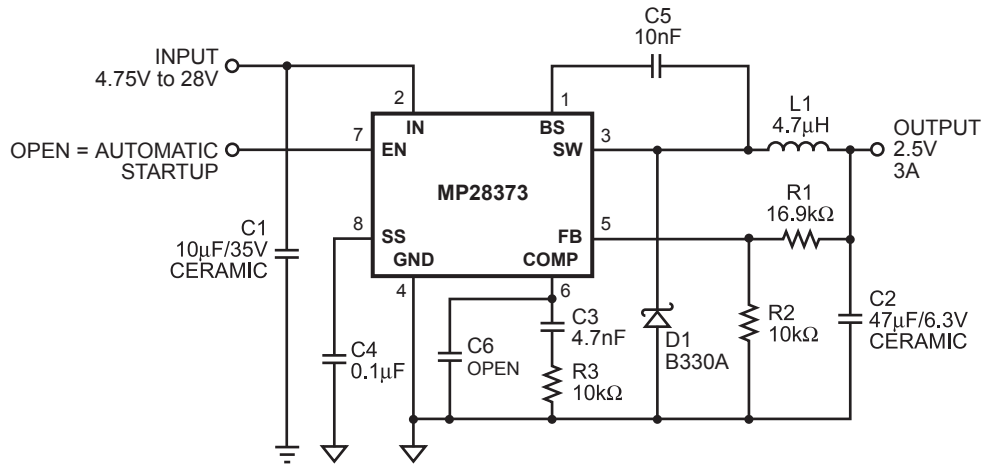 C5
10nF
INPUT
4.75V to 28V
2
1
IN
BS
L1
4.7µH
7
3
OPEN = AUTOMATIC
STARTUP
EN
SW
OUTPUT
2.5V
3A
MP28373
R1
16.9kΩ
8
5
C1
10µF/35V
CERAMIC
SS
FB
GND
COMP
4
6
C2
47µF/6.3V
CERAMIC
R2
10kΩ
C3
4.7nF
D1
B330A
C4
0.1µF
C6
OPEN
R3
10kΩ